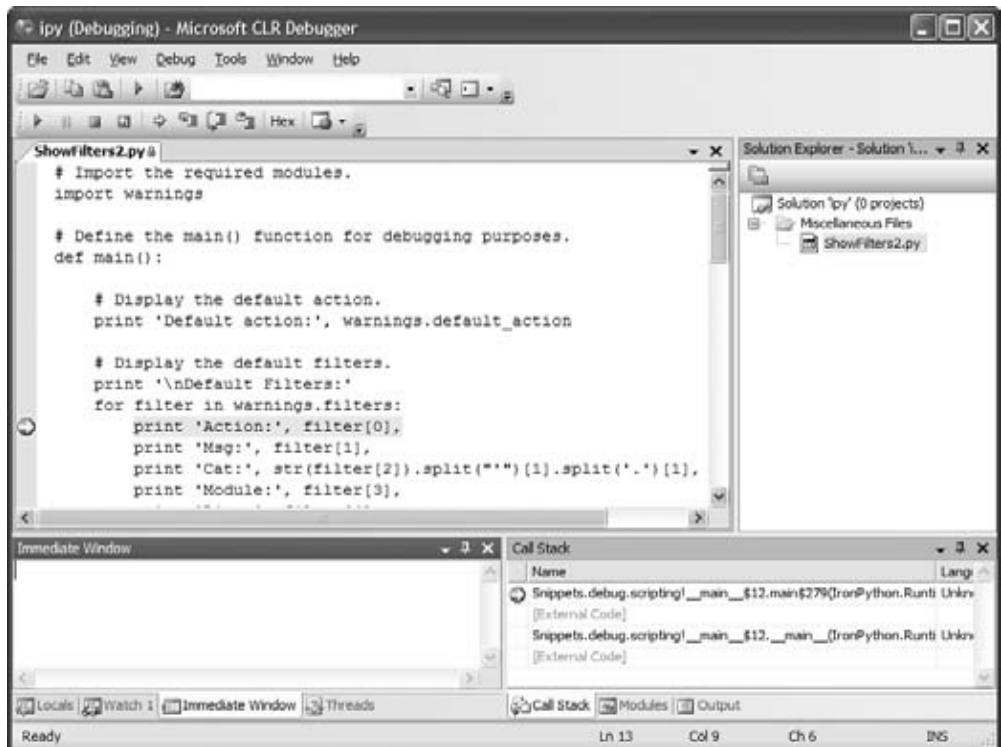 ipy (Debugging) - Microsoft CLR Debugger
File Edit View Debug Tools Window Help
Hex
ShowFilters2.py
# Import the required modules.
import warnings
# Define the main() function for debugging purposes.
def main():
# Display the default action.
print 'Default action:', warnings.default_action
# Display the default filters.
print '\nDefault Filters:'
for filter in warnings.filters:
print 'Action:', filter[0],
print 'Msg:', filter[1],
print 'Cat:', str(filter[2]).split("'")[1].split('.')[1],
print 'Module:', filter[3],
Solution Explorer - Solution 'i...
Solution 'ipy' (0 projects)
Miscellaneous Files
ShowFilters2.py
Immediate Window
Call Stack
Name Langu
Snippets.debug.scripting!__main__$12.main$279(IronPython.Runti Unkn
[External Code]
Snippets.debug.scripting!__main__$12.__main__(IronPython.Runti Unkn
[External Code]
Locals Watch 1 Immediate Window Threads
Call Stack Modules Output
Ready Ln 13 Col 9 Ch 6 INS